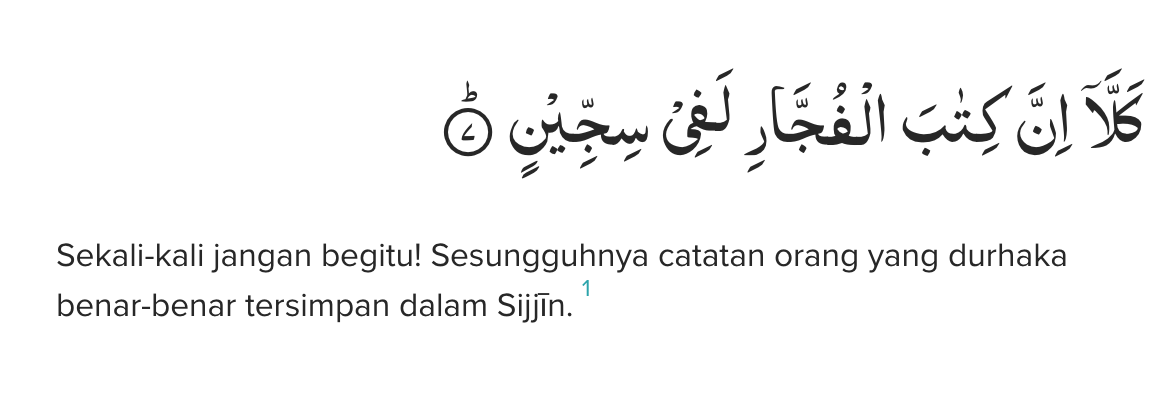 كَلَّآ اِنَّ كِتٰبَ الْفُجَّارِ لَفِيْ سِجِّيْنٍۗ ۝٧
Sekali-kali jangan begitu! Sesungguhnya catatan orang yang durhaka
benar-benar tersimpan dalam Sijjīn. 1